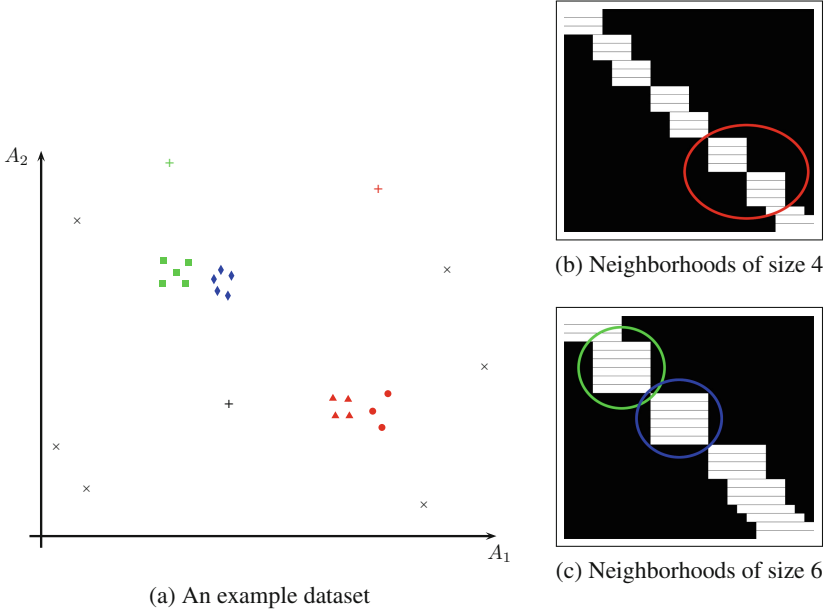 A2
A1
(a) An example dataset
(b) Neighborhoods of size 4
(c) Neighborhoods of size 6